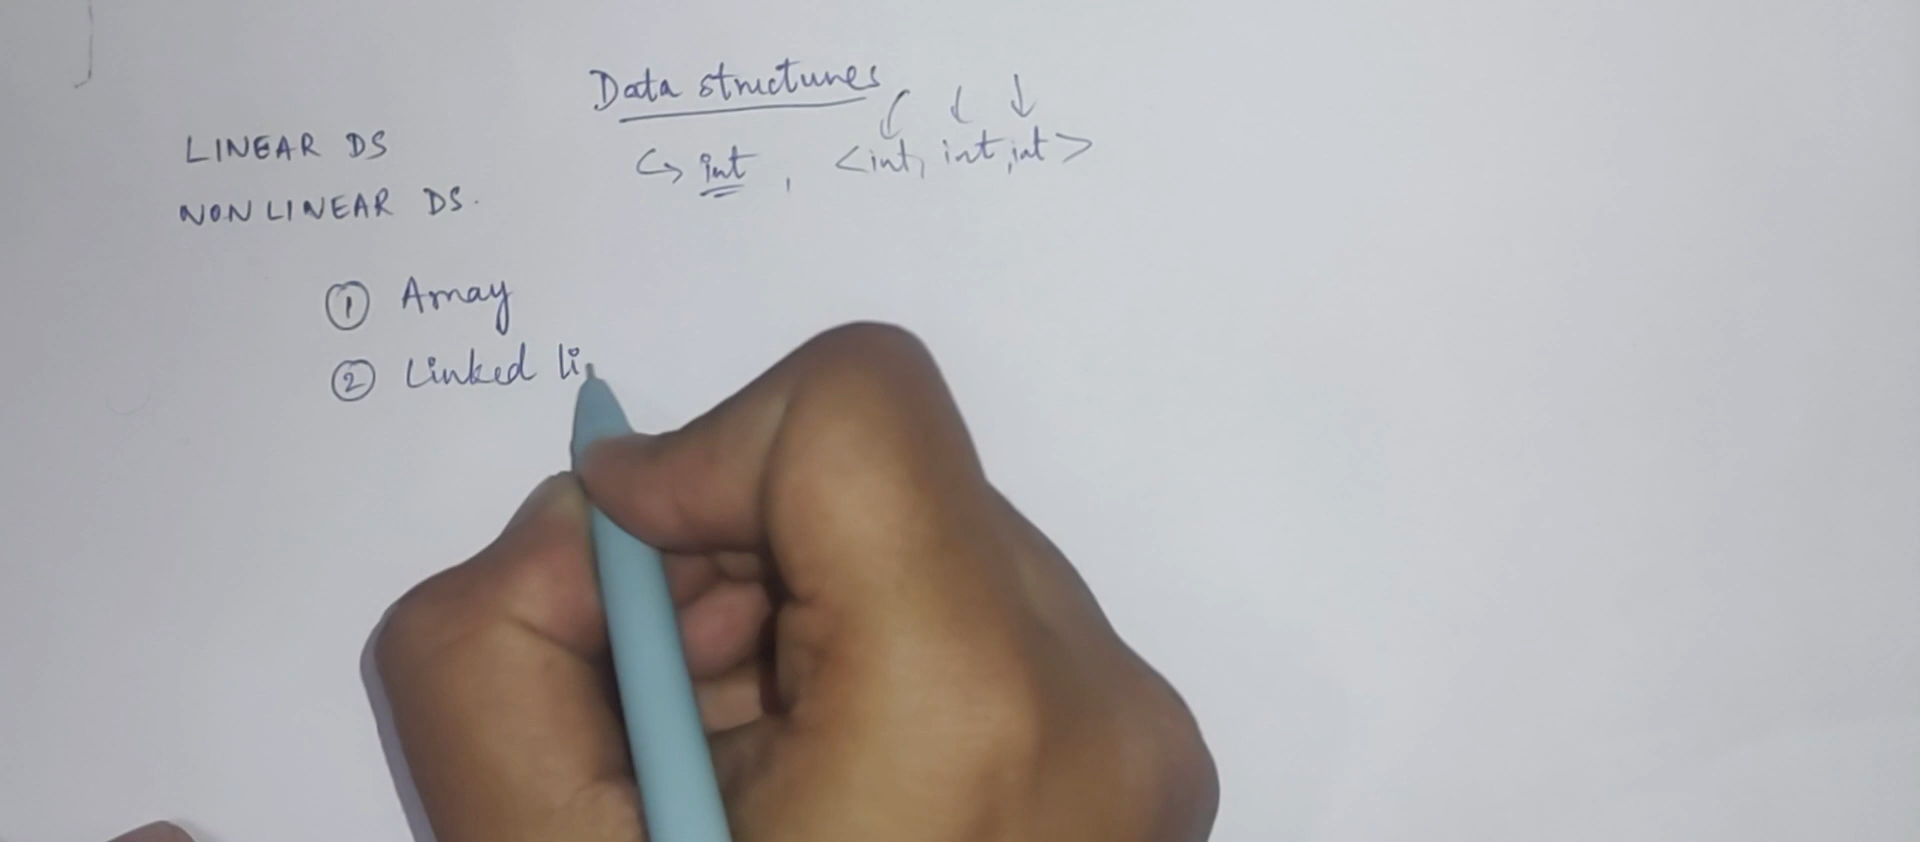 Data structures
↪ int, <int, int, int>
LINEAR DS
NON LINEAR DS.
① Array
② Linked li